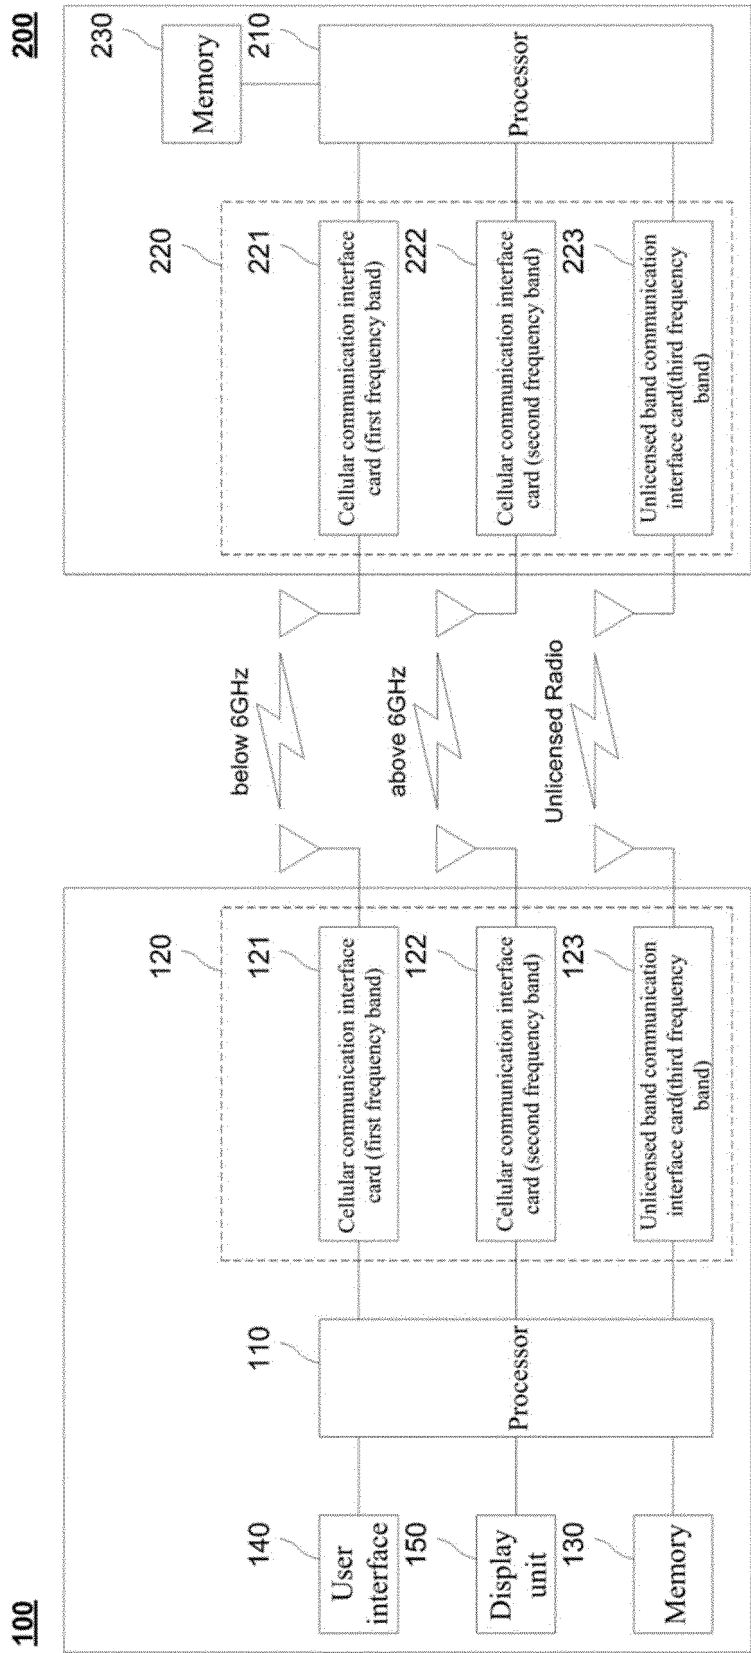 100
140
User
interface
150
Display
unit
130
Memory
110
Processor
120
121
Cellular communication interface
card (first frequency band)
122
Cellular communication interface
card (second frequency band)
123
Unlicensed band communication
interface card(third frequency
band)
below 6GHz
above 6GHz
Unlicensed Radio
200
220
221
Cellular communication interface
card (first frequency band)
222
Cellular communication interface
card (second frequency band)
223
Unlicensed band communication
interface card(third frequency
band)
230
Memory
210
Processor